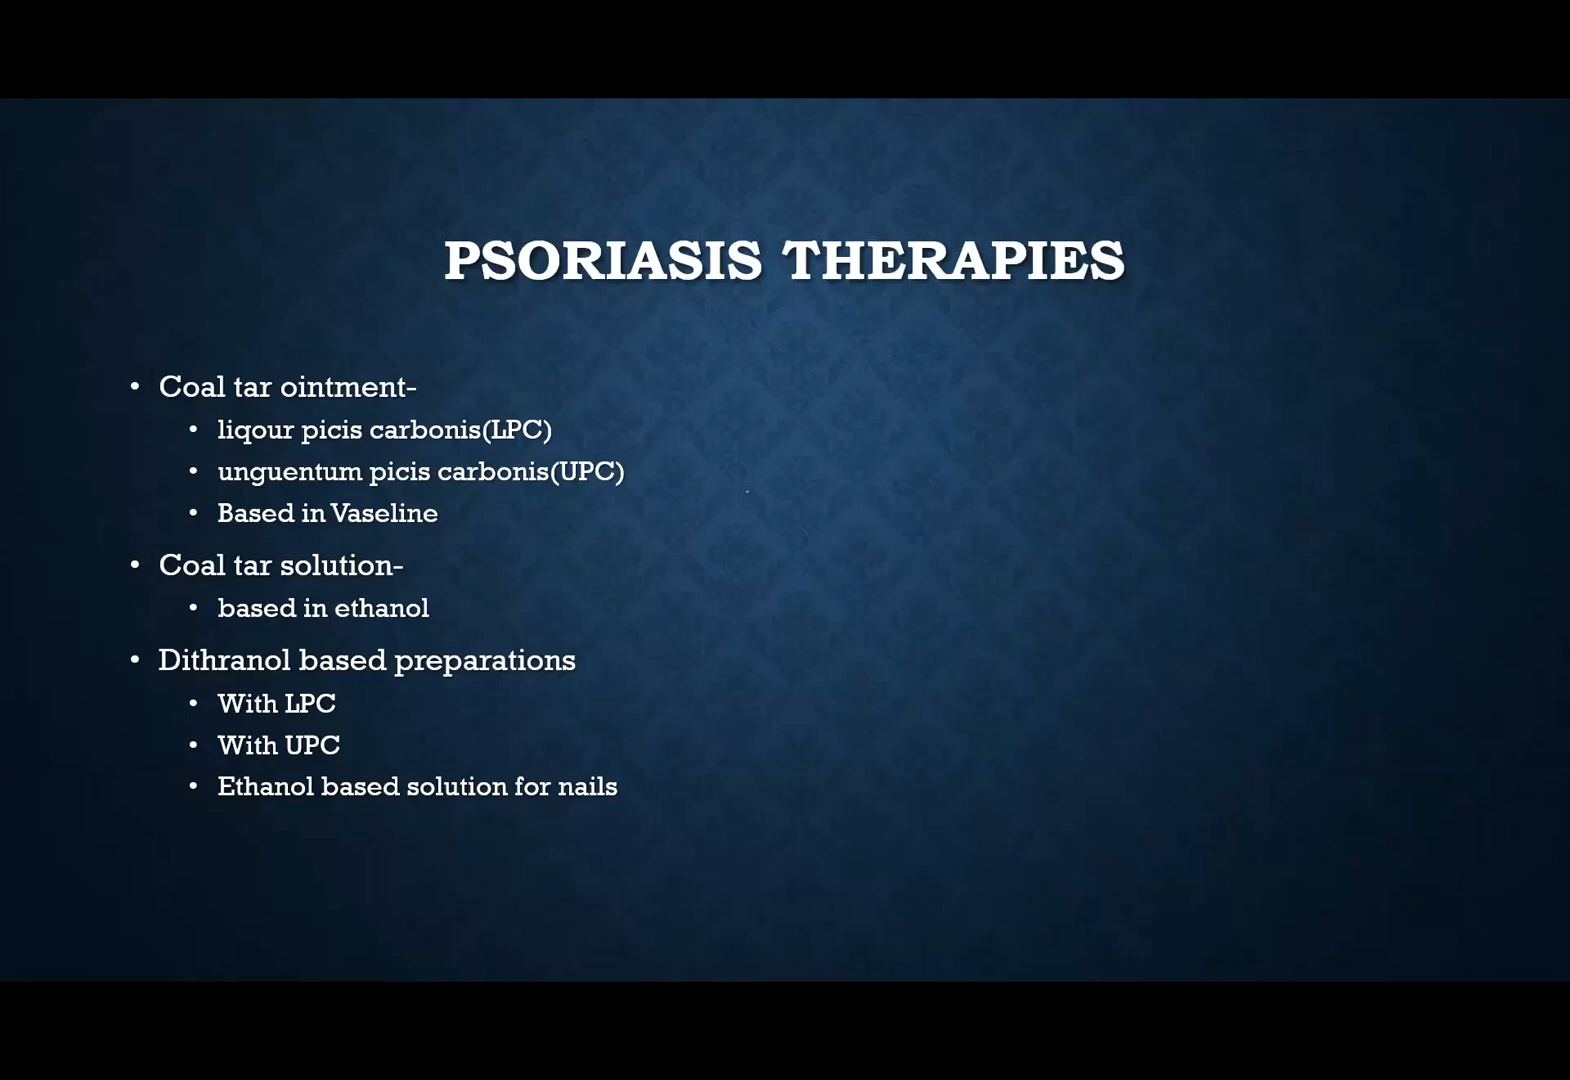 PSORIASIS THERAPIES
• Coal tar ointment-
• liqour picis carbonis(LPC)
• unguentum picis carbonis(UPC)
• Based in Vaseline
• Coal tar solution-
• based in ethanol
• Dithranol based preparations
• With LPC
• With UPC
• Ethanol based solution for nails